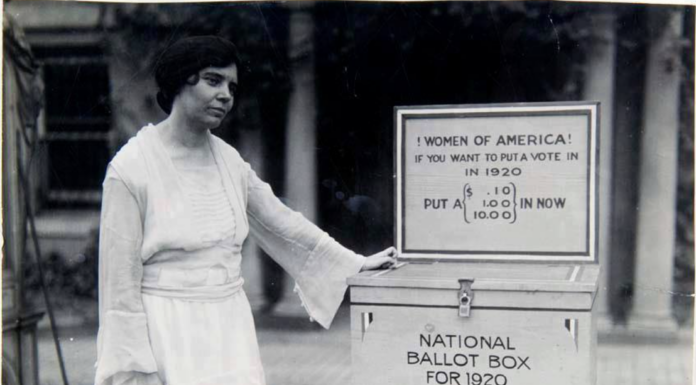 ! WOMEN OF AMERICA!
IF YOU WANT TO PUT A VOTE IN
IN 1920
PUT A { $ .10 1.00 10.00 } IN NOW
NATIONAL
BALLOT BOX
FOR 1920